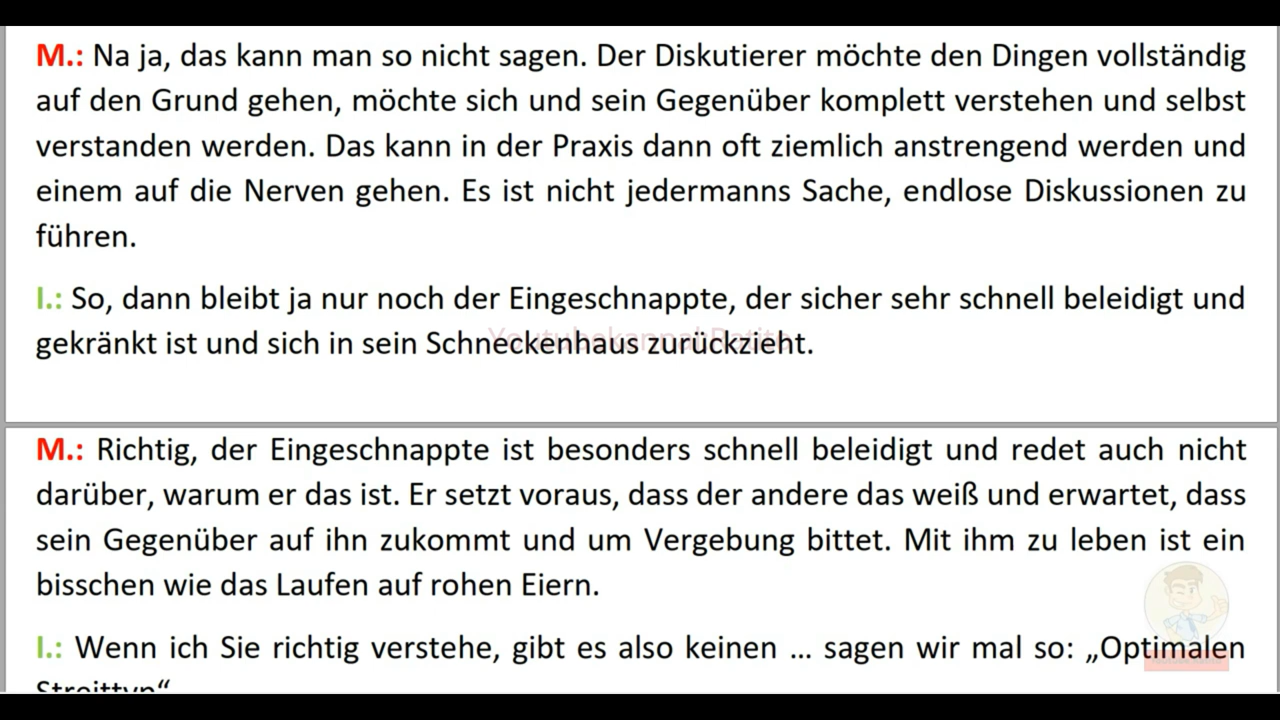 M.: Na ja, das kann man so nicht sagen. Der Diskutierer möchte den Dingen vollständig
auf den Grund gehen, möchte sich und sein Gegenüber komplett verstehen und selbst
verstanden werden. Das kann in der Praxis dann oft ziemlich anstrengend werden und
einem auf die Nerven gehen. Es ist nicht jedermanns Sache, endlose Diskussionen zu
führen.
I.: So, dann bleibt ja nur noch der Eingeschnappte, der sicher sehr schnell beleidigt und
gekränkt ist und sich in sein Schneckenhaus zurückzieht.
M.: Richtig, der Eingeschnappte ist besonders schnell beleidigt und redet auch nicht
darüber, warum er das ist. Er setzt voraus, dass der andere das weiß und erwartet, dass
sein Gegenüber auf ihn zukommt und um Vergebung bittet. Mit ihm zu leben ist ein
bisschen wie das Laufen auf rohen Eiern.
I.: Wenn ich Sie richtig verstehe, gibt es also keinen ... sagen wir mal so: „Optimalen
Streittyp“